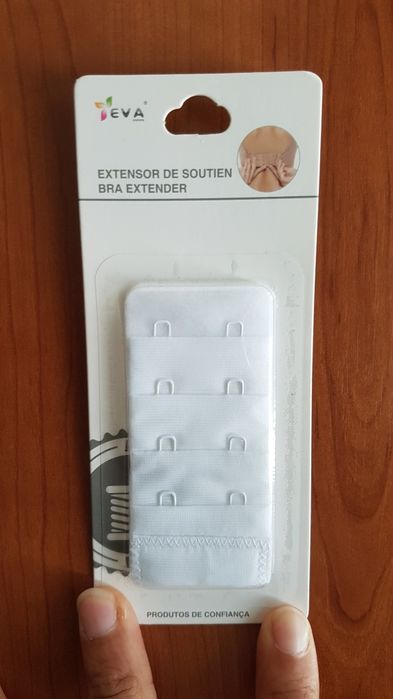 EVA
EXTENSOR DE SOUTIEN
BRA EXTENDER
PRODUTOS DE CONFIANÇA